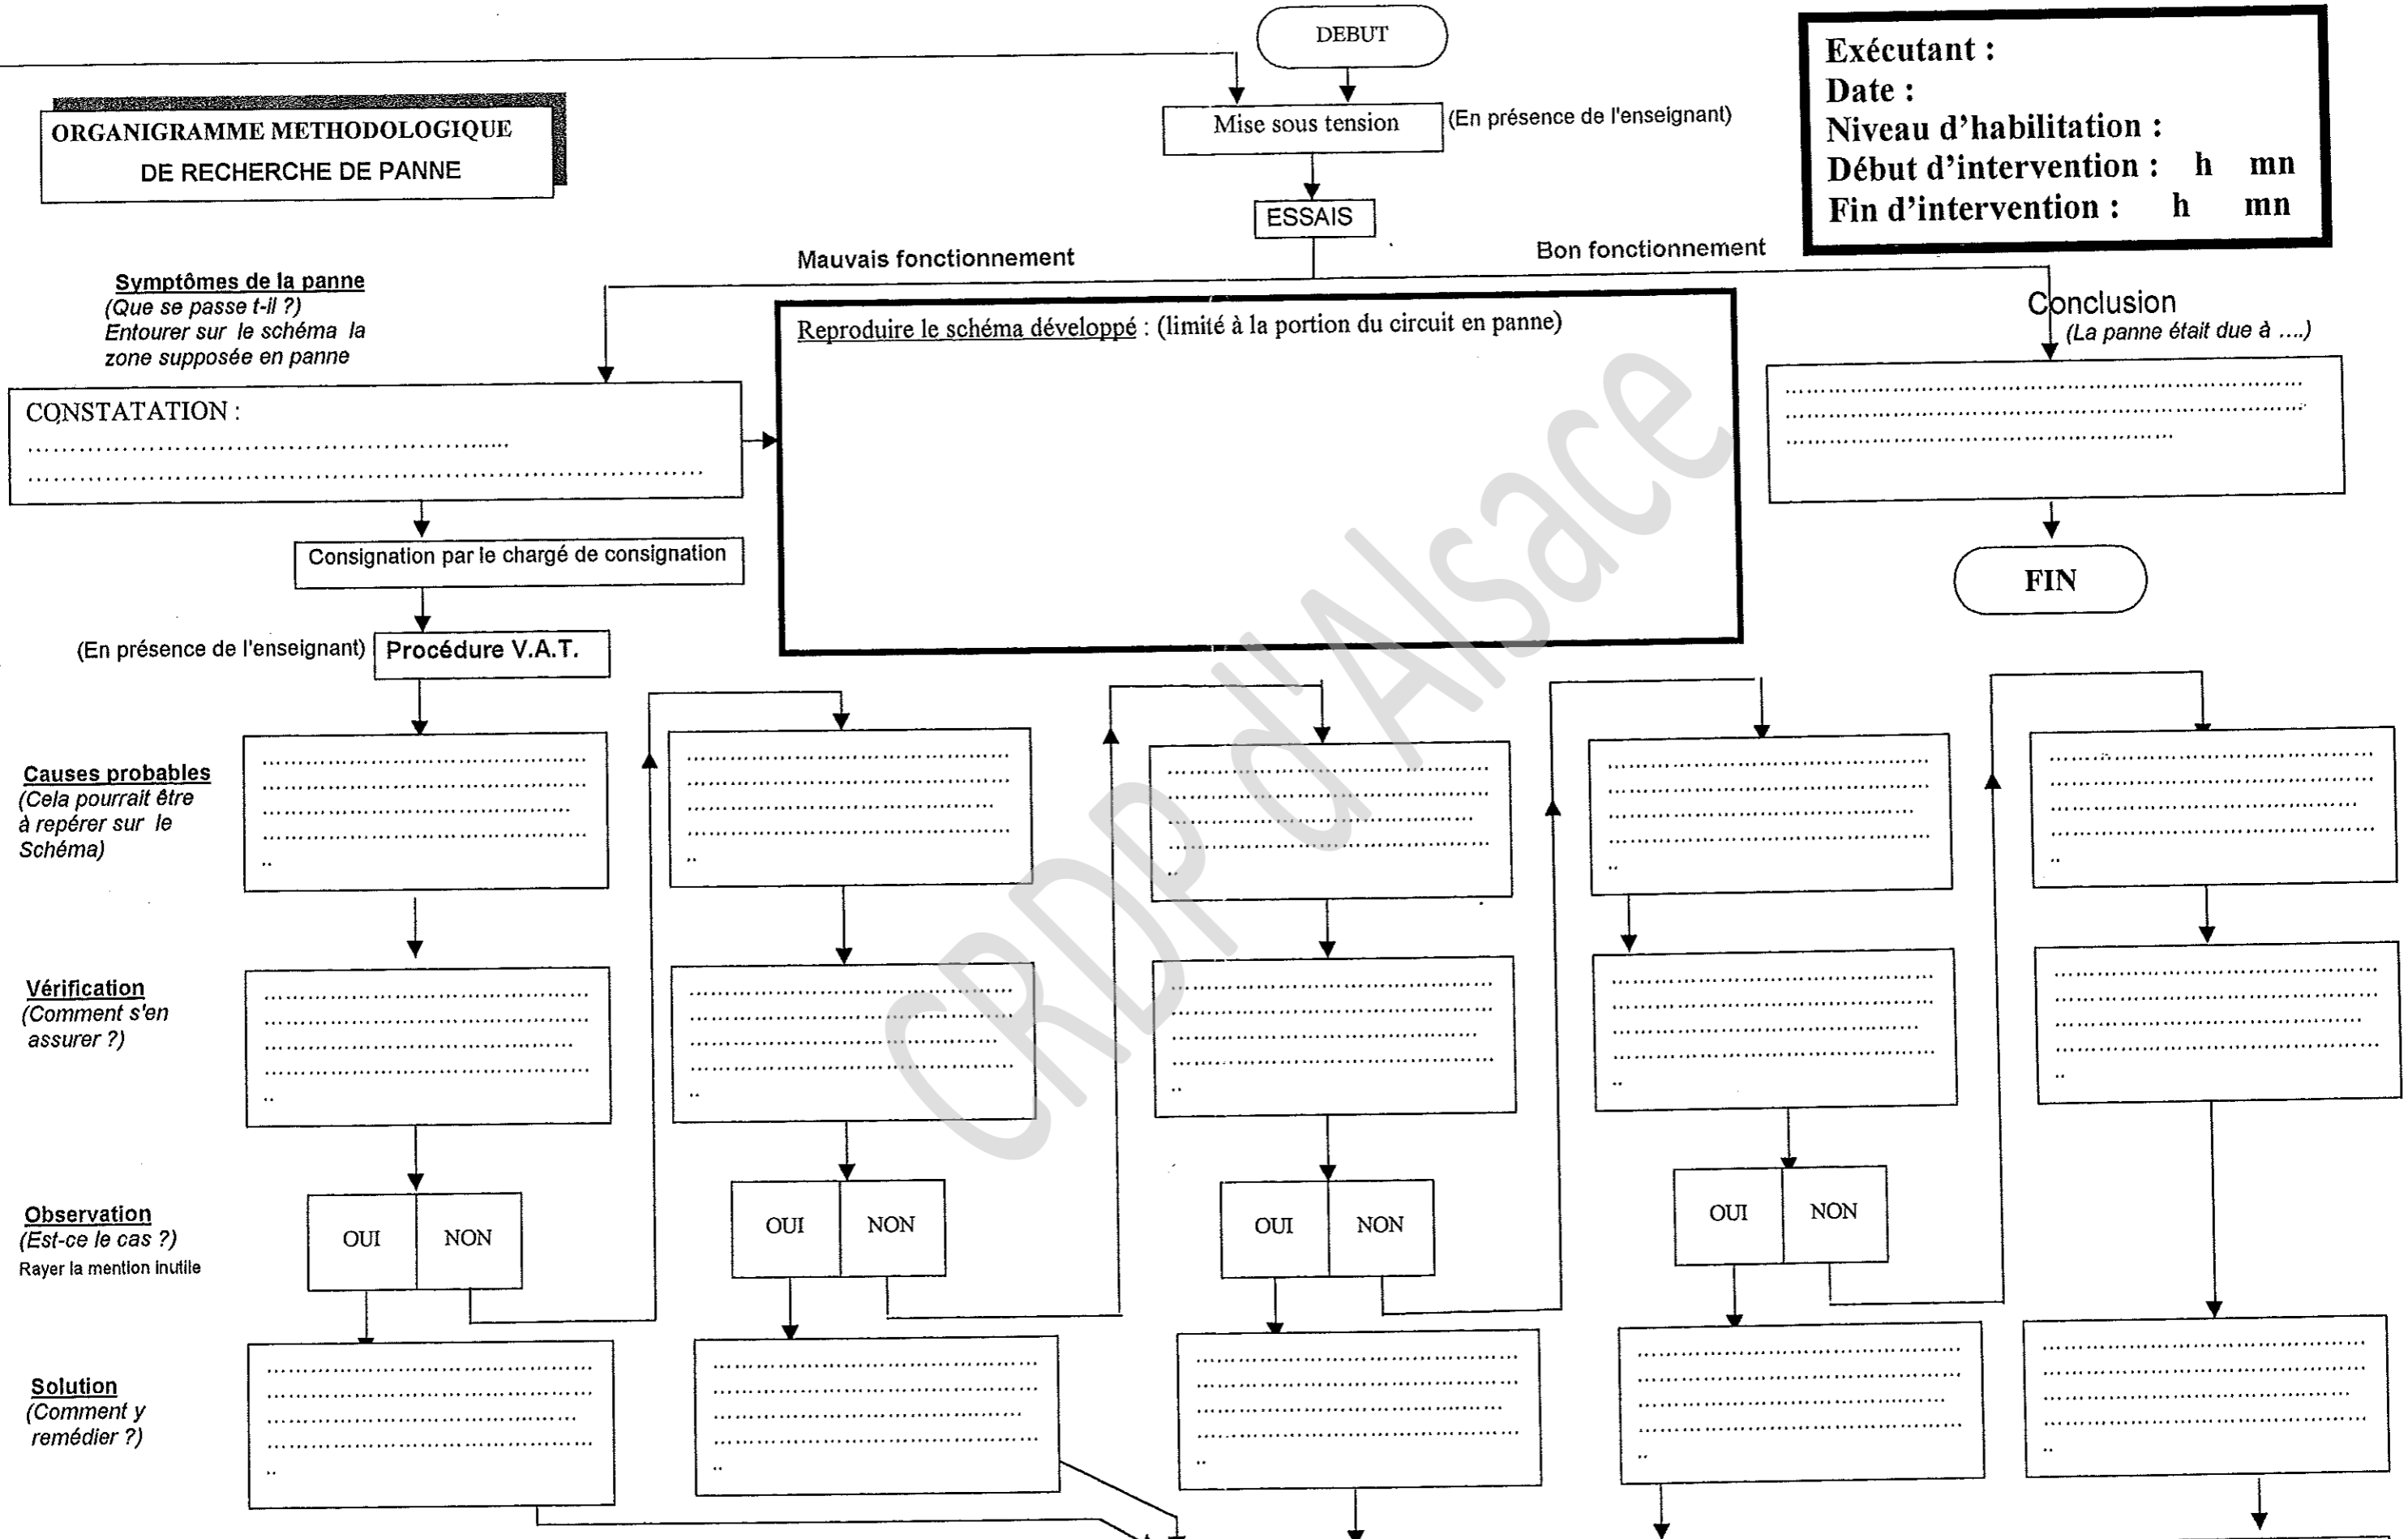 DEBUT
Exécutant :
Date :
Niveau d'habilitation :
Début d'intervention : h mn
Fin d'intervention : h mn
ORGANIGRAMME METHODOLOGIQUE
DE RECHERCHE DE PANNE
Mise sous tension
(En présence de l'enseignant)
ESSAIS
Mauvais fonctionnement
Bon fonctionnement
Symptômes de la panne
(Que se passe t-il ?)
Entourer sur le schéma la
zone supposée en panne
Reproduire le schéma développé : (limité à la portion du circuit en panne)
Conclusion
(La panne était due à ....)
CONSTATATION :
Consignation par le chargé de consignation
FIN
(En présence de l'enseignant)
Procédure V.A.T.
Causes probables
(Cela pourrait être
à repérer sur le
Schéma)
Vérification
(Comment s'en
assurer ?)
Observation
(Est-ce le cas ?)
Rayer la mention inutile
OUI NON
OUI NON
OUI NON
OUI NON
Solution
(Comment y
remédier ?)
CRDP d'Alsace